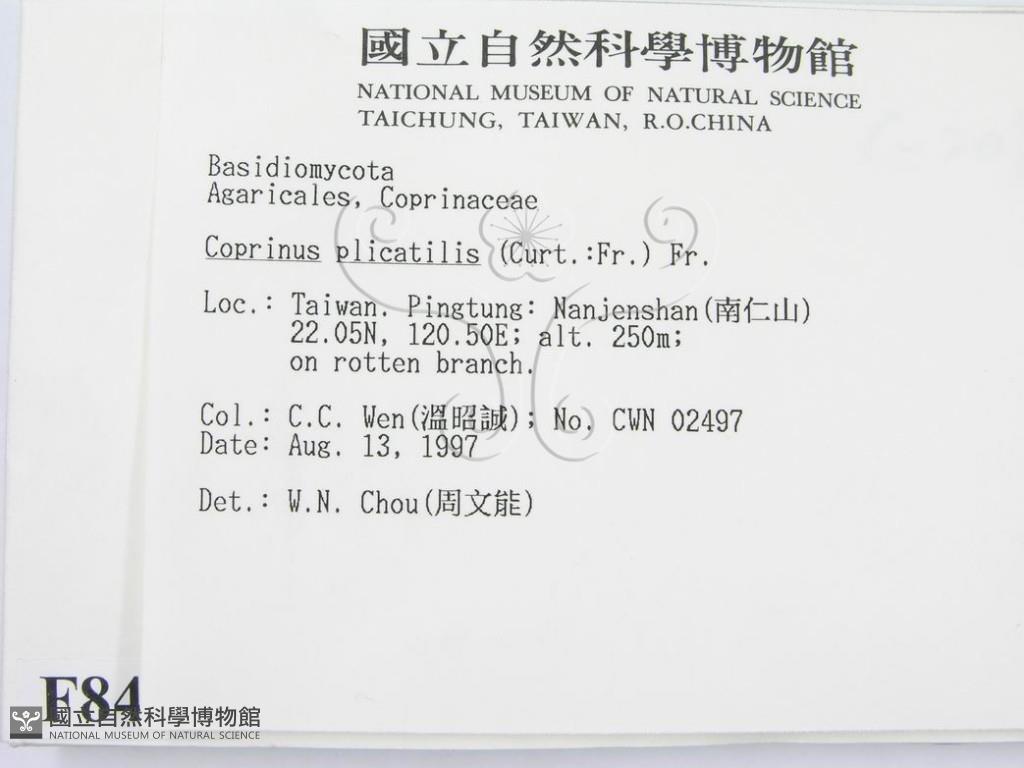 國立自然科學博物館
NATIONAL MUSEUM OF NATURAL SCIENCE
TAICHUNG, TAIWAN, R.O.CHINA
Basidiomycota
Agaricales, Coprinaceae
Coprinus plicatilis (Curt.:Fr.) Fr.
Loc.: Taiwan. Pingtung: Nanjenshan(南仁山)
22.05N, 120.50E; alt. 250m;
on rotten branch.
Col.: C.C. Wen(溫昭誠); No. CWN 02497
Date: Aug. 13, 1997
Det.: W.N. Chou(周文能)
F84
國立自然科學博物館
NATIONAL MUSEUM OF NATURAL SCIENCE